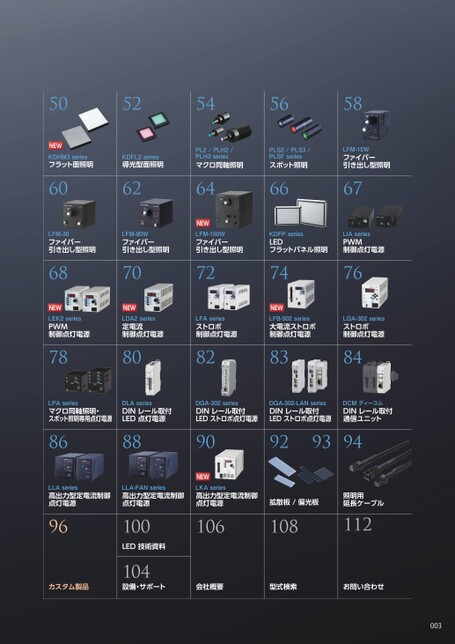 50
NEW
KDHM3 series
フラット面照明
52
KDFL2 series
導光型面照明
54
PL2 / PLH2 /
PLH3 series
マクロ同軸照明
56
PLS2 / PLS3 /
PLSF series
スポット照明
58
LFM-15W
ファイバー
引き出し型照明
60
LFM-30
ファイバー
引き出し型照明
62
LFM-80W
ファイバー
引き出し型照明
64
NEW
LFM-150W
ファイバー
引き出し型照明
66
KDFP series
LED
フラットパネル照明
67
LIA series
PWM
制御点灯電源
68
NEW
LEK2 series
PWM
制御点灯電源
70
NEW
LDA2 series
定電流
制御点灯電源
72
LFA series
ストロボ
制御点灯電源
74
NEW
LFB-502 series
大電流ストロボ
制御点灯電源
76
LGA-302 series
ストロボ
制御点灯電源
78
LPA series
マクロ同軸照明・
スポット照明専用点灯電源
80
DLA series
DIN レール取付
LED 点灯電源
82
DGA-302 series
DIN レール取付
LED ストロボ点灯電源
83
DGA-302-LAN series
DIN レール取付
LED ストロボ点灯電源
84
DCM ディーコム
DIN レール取付
通信ユニット
86
LLA series
高出力型定電流制御
点灯電源
88
LLA-FAN series
高出力型定電流制御
点灯電源
90
NEW
LKA series
高出力型定電流制御
点灯電源
92 93
拡散板 / 偏光板
94
照明用
延長ケーブル
96
カスタム製品
100
LED 技術資料
104
設備・サポート
106
会社概要
108
型式検索
112
お問い合わせ
003